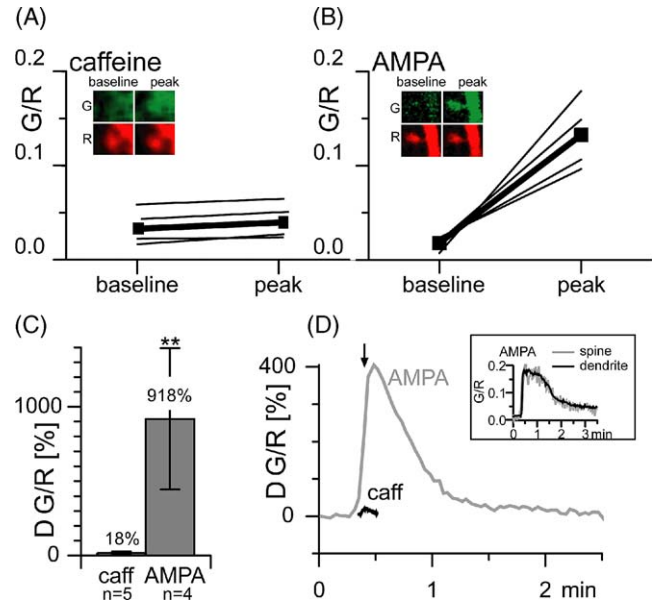 (A)
caffeine
baseline peak
G
R
G/R
0.2
0.1
0.0
baseline peak
(B)
AMPA
baseline peak
G
R
G/R
0.2
0.1
0.0
baseline peak
(C)
D G/R [%]
1000
0
**
918%
18%
caff AMPA
n=5 n=4
(D)
D G/R [%]
400
0
AMPA
caff
0 1 2 min
AMPA spine
dendrite
G/R
0.2
0.1
0.0
0 1 2 3 min